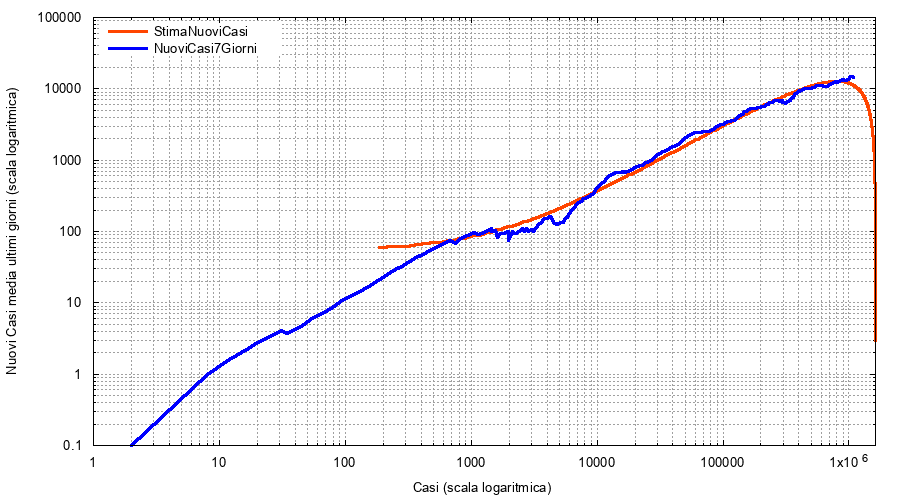 StimaNuoviCasi
NuoviCasi7Giorni
Nuovi Casi media ultimi giorni (scala logaritmica)
100000
10000
1000
100
10
1
0.1
1 10 100 1000 10000 100000 1x10 6
Casi (scala logaritmica)